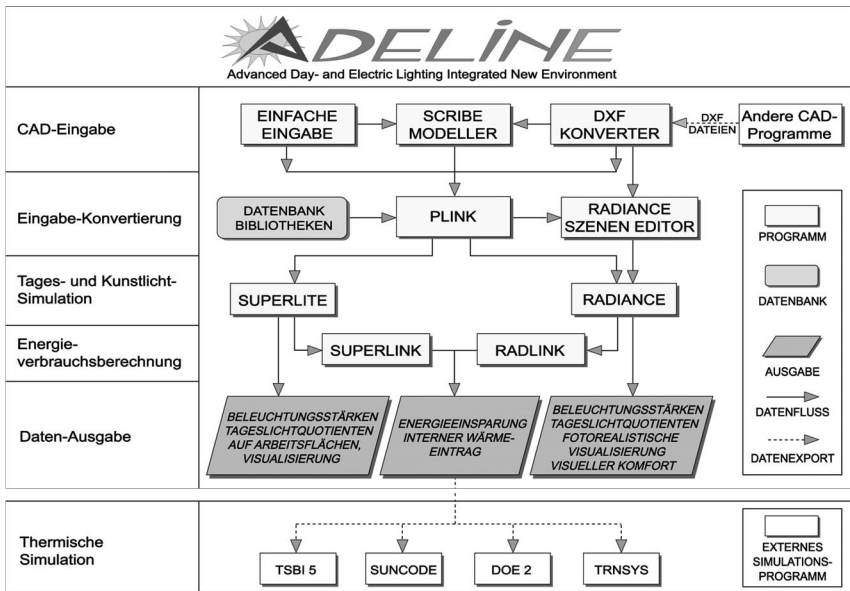 ADELINE
Advanced Day- and Electric Lighting Integrated New Environment
CAD-Eingabe
EINFACHE
EINGABE
SCRIBE
MODELLER
DXF
KONVERTER
DXF
DATEIEN
Andere CAD-
Programme
Eingabe-Konvertierung
DATENBANK
BIBLIOTHEKEN
PLINK
RADIANCE
SZENEN EDITOR
Tages- und Kunstlicht-
Simulation
SUPERLITE
RADIANCE
Energie-
verbrauchsberechnung
SUPERLINK
RADLINK
Daten-Ausgabe
BELEUCHTUNGSSTÄRKEN
TAGESLICHTQUOTIENTEN
AUF ARBEITSFLÄCHEN,
VISUALISIERUNG
ENERGIEEINSPARUNG
INTERNER WÄRME-
EINTRAG
BELEUCHTUNGSSTÄRKEN
TAGESLICHTQUOTIENTEN
FOTOREALISTISCHE
VISUALISIERUNG
VISUELLER KOMFORT
PROGRAMM
DATENBANK
AUSGABE
DATENFLUSS
DATENEXPORT
Thermische
Simulation
TSBI 5
SUNCODE
DOE 2
TRNSYS
EXTERNES
SIMULATIONS-
PROGRAMM